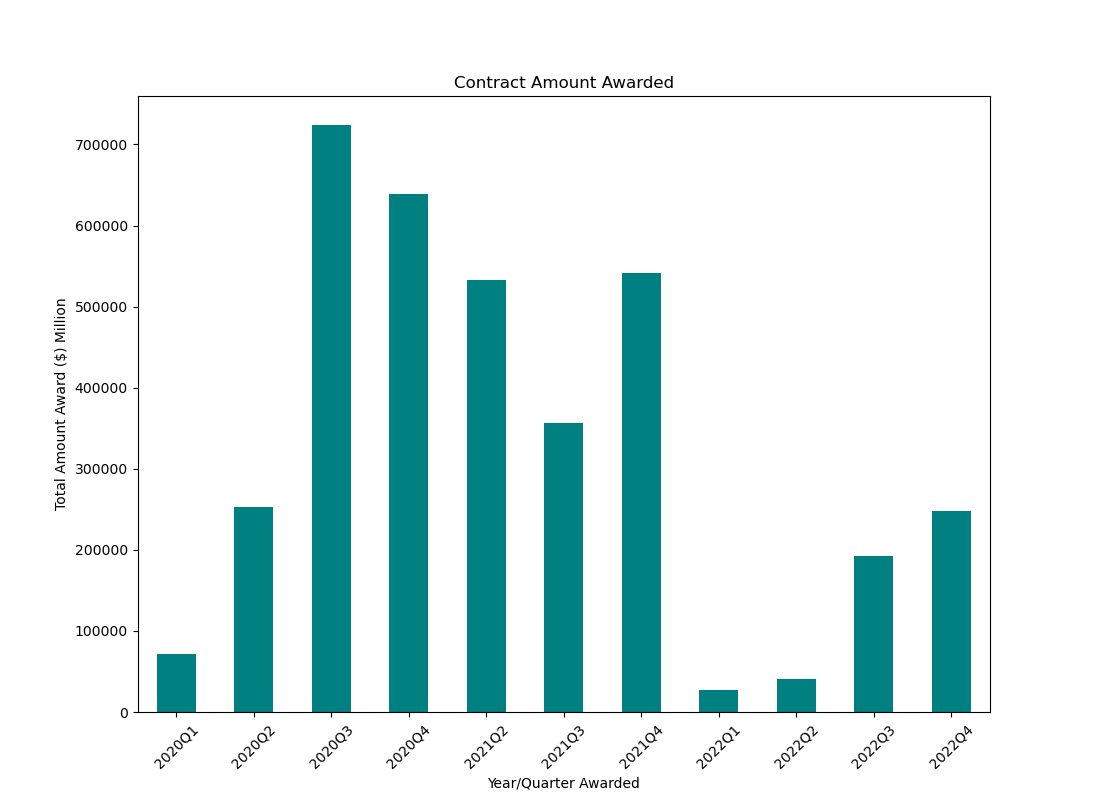 Contract Amount Awarded
Total Amount Award ($) Million
700000
600000
500000
400000
300000
200000
100000
0
2020Q1
2020Q2
2020Q3
2020Q4
2021Q2
2021Q3
2021Q4
2022Q1
2022Q2
2022Q3
2022Q4
Year/Quarter Awarded